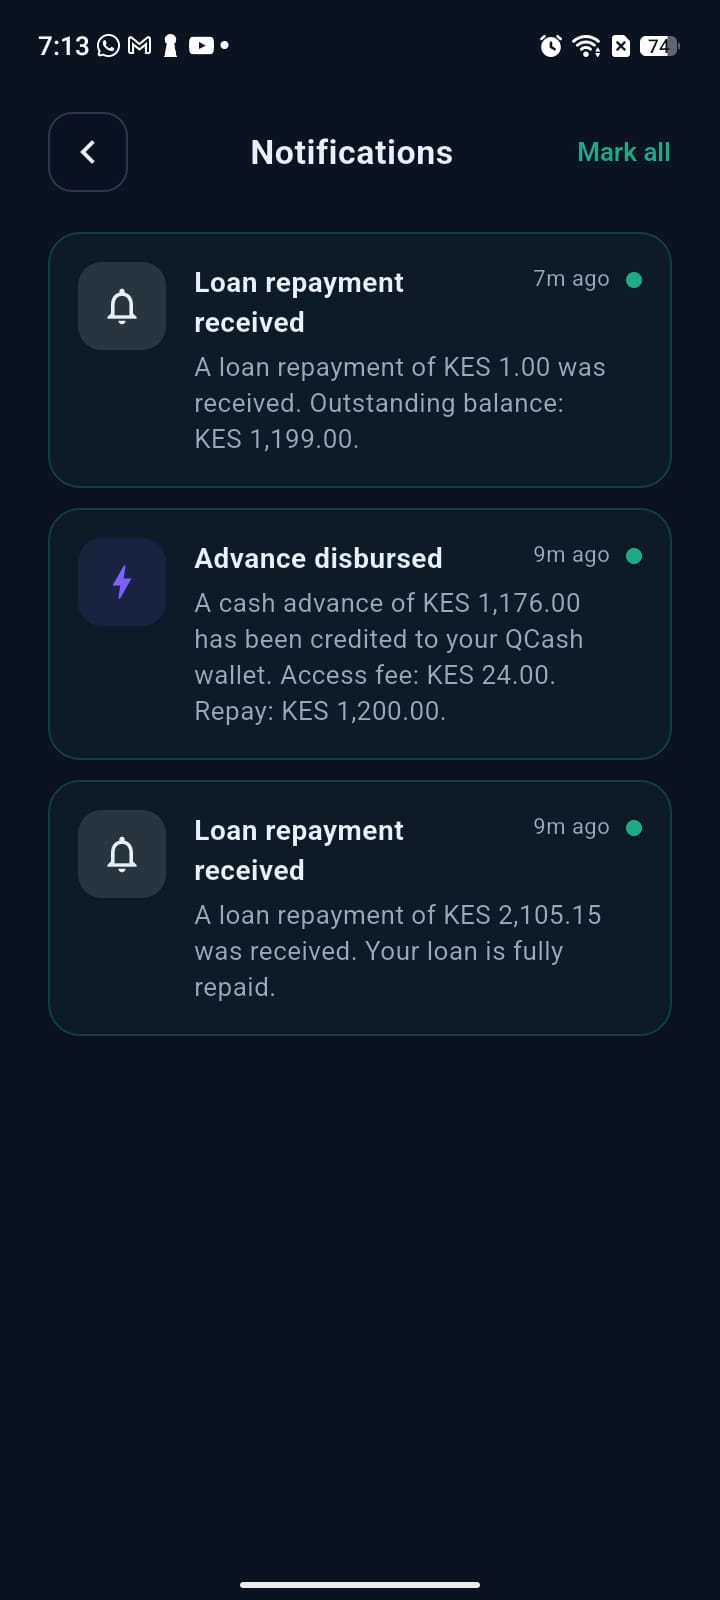 7:13
74
Notifications
Mark all
Loan repayment
received
7m ago
A loan repayment of KES 1.00 was
received. Outstanding balance:
KES 1,199.00.
Advance disbursed
9m ago
A cash advance of KES 1,176.00
has been credited to your QCash
wallet. Access fee: KES 24.00.
Repay: KES 1,200.00.
Loan repayment
received
9m ago
A loan repayment of KES 2,105.15
was received. Your loan is fully
repaid.